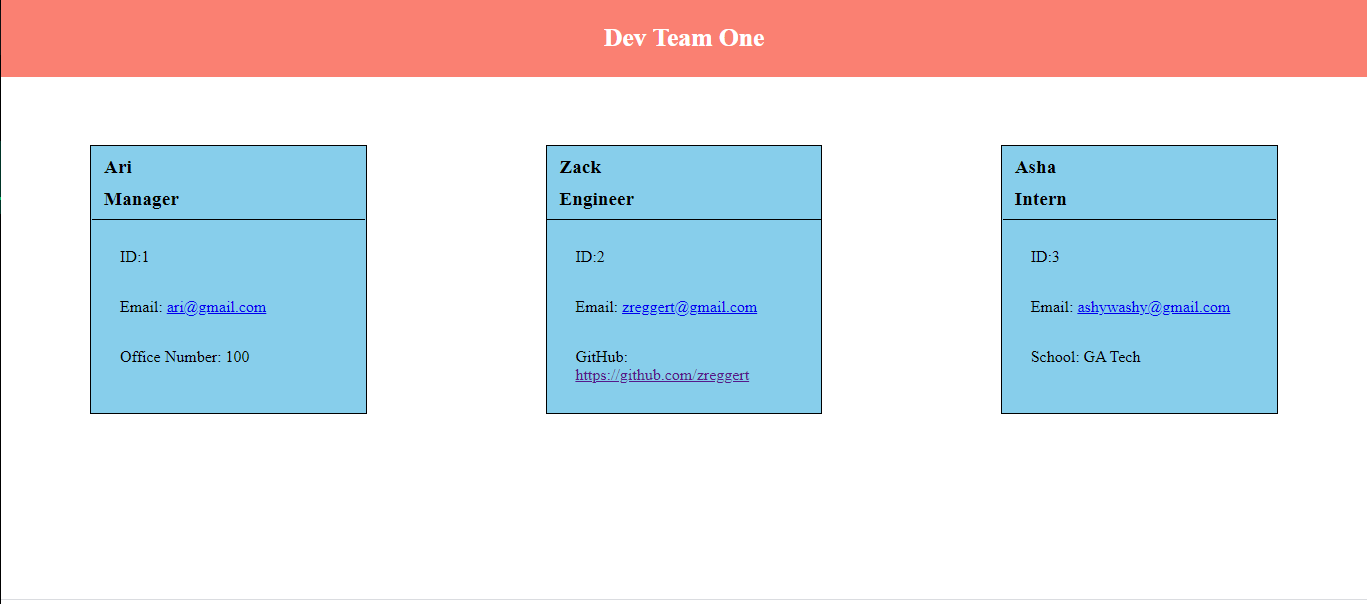 Dev Team One
Ari
Manager
ID:1
Email: ari@gmail.com
Office Number: 100
Zack
Engineer
ID:2
Email: zreggert@gmail.com
GitHub:
https://github.com/zreggert
Asha
Intern
ID:3
Email: ashywashy@gmail.com
School: GA Tech